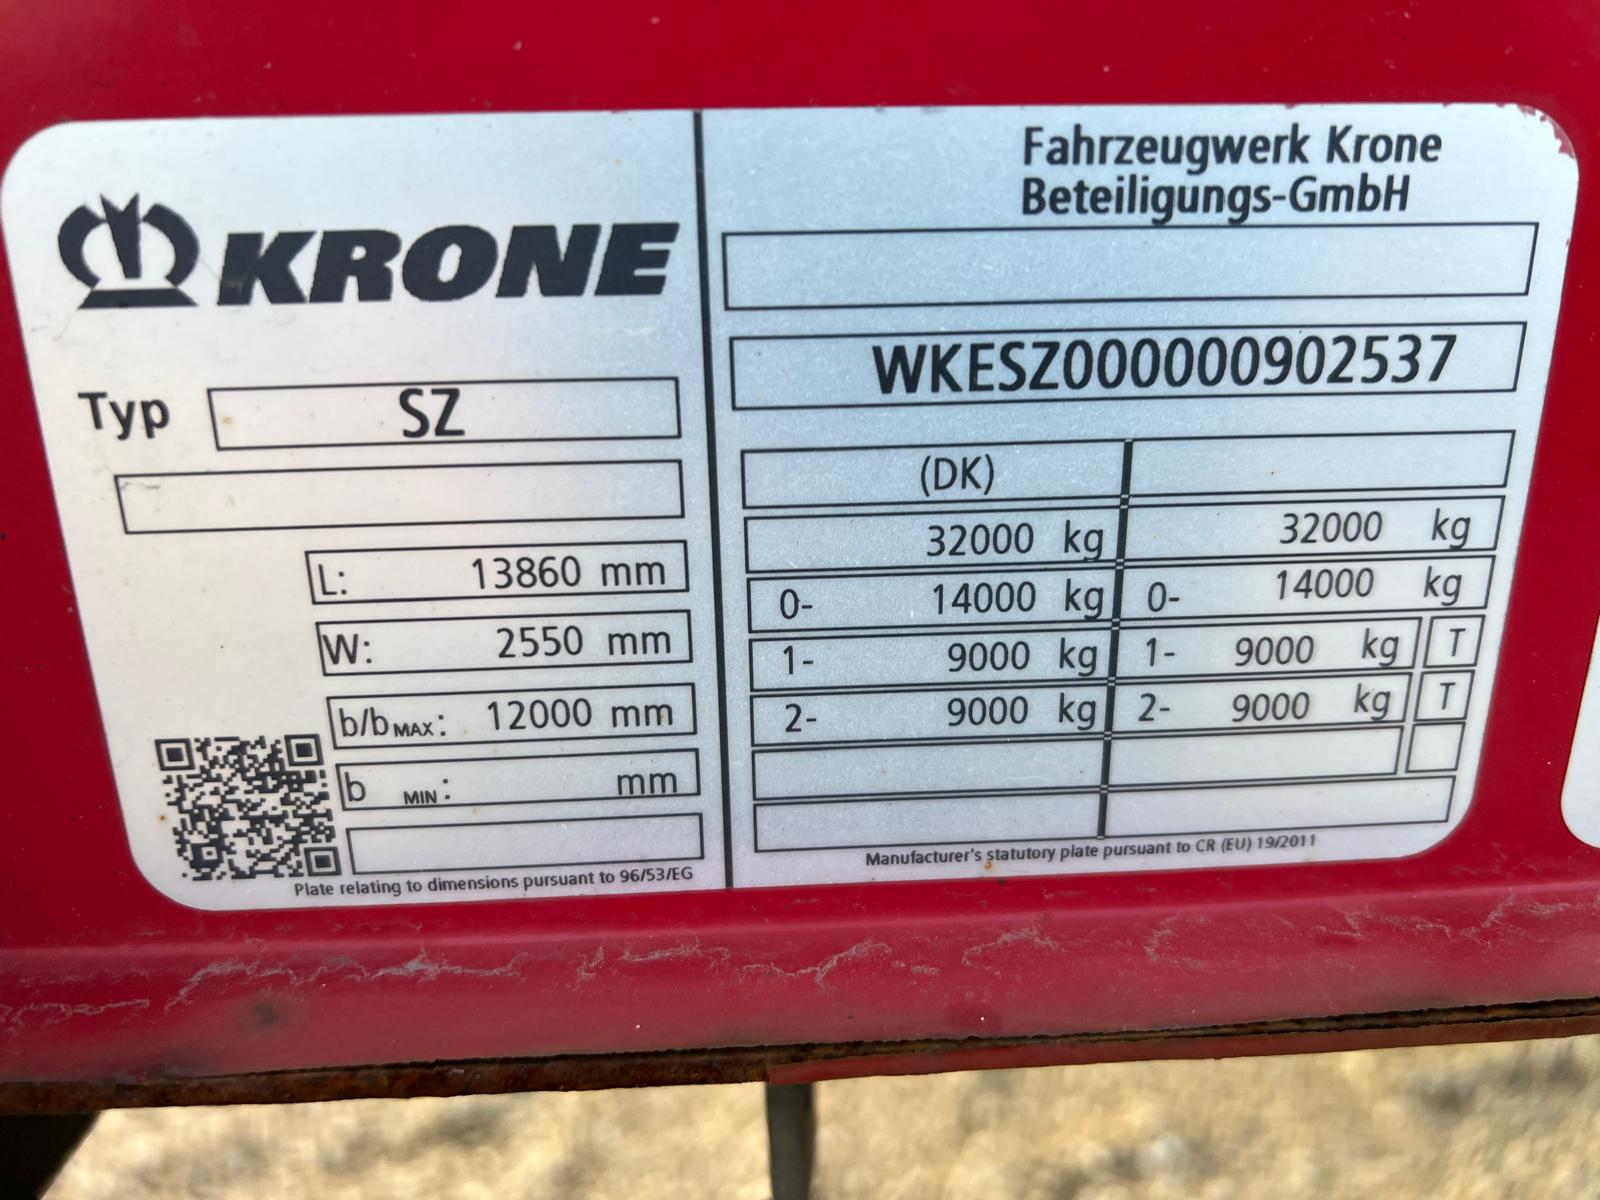 KRONE
Typ SZ
L: 13860 mm
W: 2550 mm
b/b MAX: 12000 mm
b MIN: mm
Plate relating to dimensions pursuant to 96/53/EG
Fahrzeugwerk Krone
Beteiligungs-GmbH
WKESZ000000902537
(DK)
32000 kg 32000 kg
0- 14000 kg 0- 14000 kg
1- 9000 kg 1- 9000 kg T
2- 9000 kg 2- 9000 kg T
Manufacturer's statutory plate pursuant to CR (EU) 19/2011